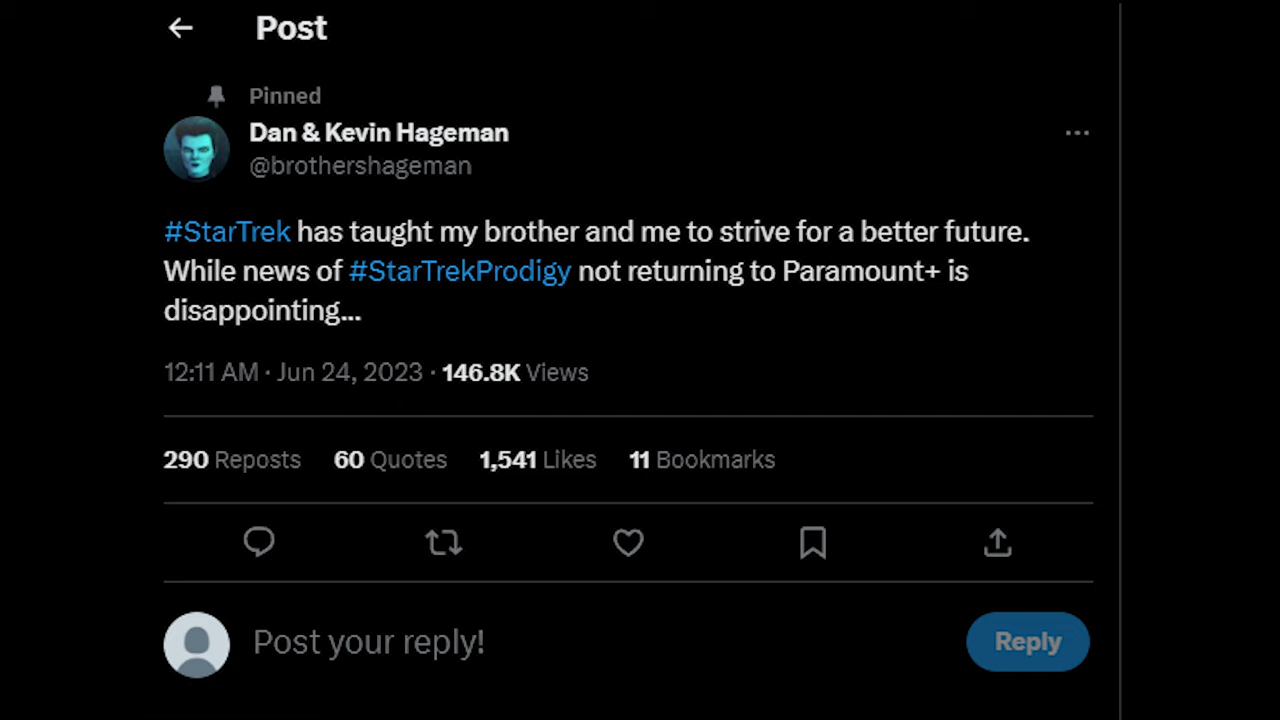 Post
Pinned
Dan & Kevin Hageman
@brothershageman
#StarTrek has taught my brother and me to strive for a better future.
While news of #StarTrekProdigy not returning to Paramount+ is
disappointing...
12:11 AM · Jun 24, 2023 · 146.8K Views
290 Reposts 60 Quotes 1,541 Likes 11 Bookmarks
Post your reply!
Reply